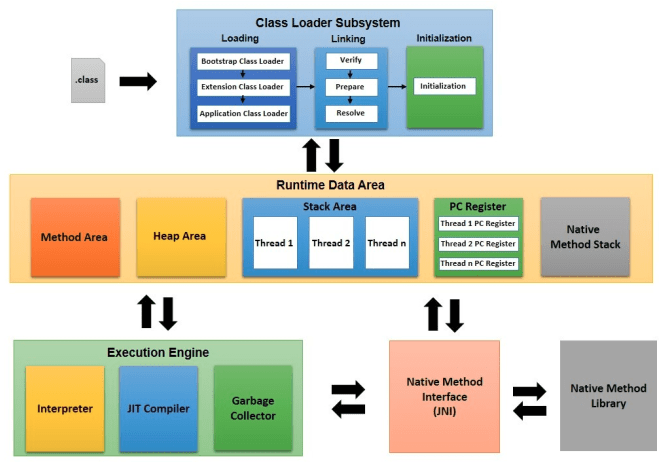 Class Loader Subsystem
Loading
Linking
Initialization
.class
Bootstrap Class Loader
Extension Class Loader
Application Class Loader
Verify
Prepare
Resolve
Initialization
Runtime Data Area
Method Area
Heap Area
Stack Area
Thread 1
Thread 2
Thread n
PC Register
Thread 1 PC Register
Thread 2 PC Register
Thread n PC Register
Native
Method Stack
Execution Engine
Interpreter
JIT Compiler
Garbage
Collector
Native Method
Interface
(JNI)
Native Method
Library